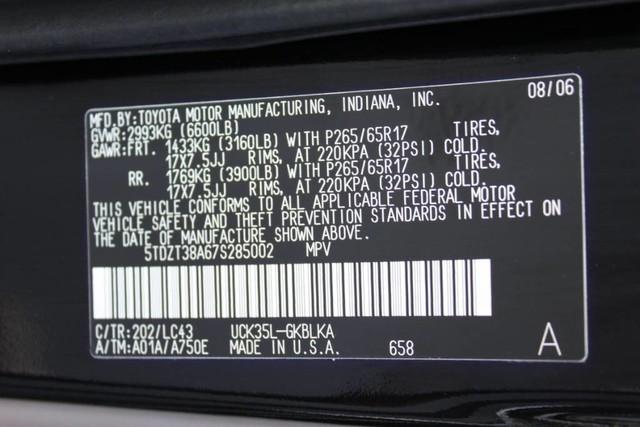 08/06
MFD.BY:TOYOTA MOTOR MANUFACTURING, INDIANA, INC.
GVWR:2993KG (6600LB)
GAWR:FRT. 1433KG (3160LB) WITH P265/65R17 TIRES,
17X7.5JJ RIMS, AT 220KPA (32PSI) COLD.
RR. 1769KG (3900LB) WITH P265/65R17 TIRES,
17X7.5JJ RIMS, AT 220KPA (32PSI) COLD.
THIS VEHICLE CONFORMS TO ALL APPLICABLE FEDERAL MOTOR
VEHICLE SAFETY AND THEFT PREVENTION STANDARDS IN EFFECT ON
THE DATE OF MANUFACTURE SHOWN ABOVE.
5TDZT38A67S285002 MPV
C/TR:202/LC43 UCK35L-GKBLKA
A/TM:A01A/A750E MADE IN U.S.A. 658 A